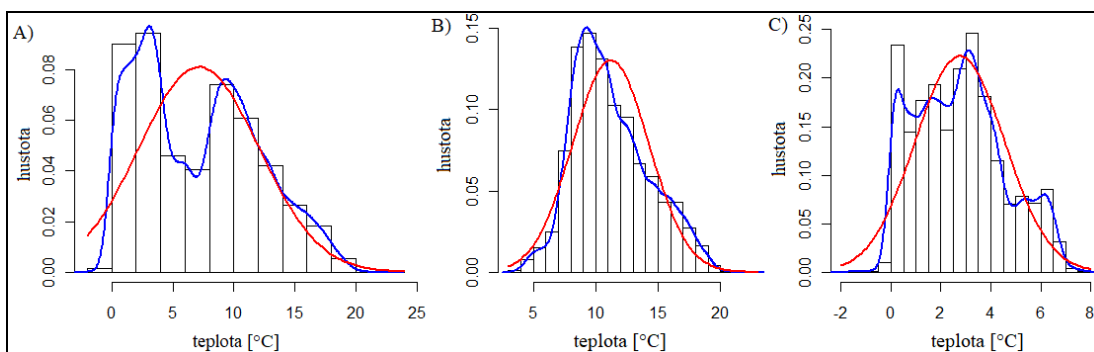 A)
hustota
0.00 0.02 0.04 0.06 0.08
0 5 10 15 20 25
teplota [°C]
B)
hustota
0.00 0.05 0.10 0.15
5 10 15 20
teplota [°C]
C)
hustota
0.00 0.05 0.10 0.15 0.20 0.25
-2 0 2 4 6 8
teplota [°C]